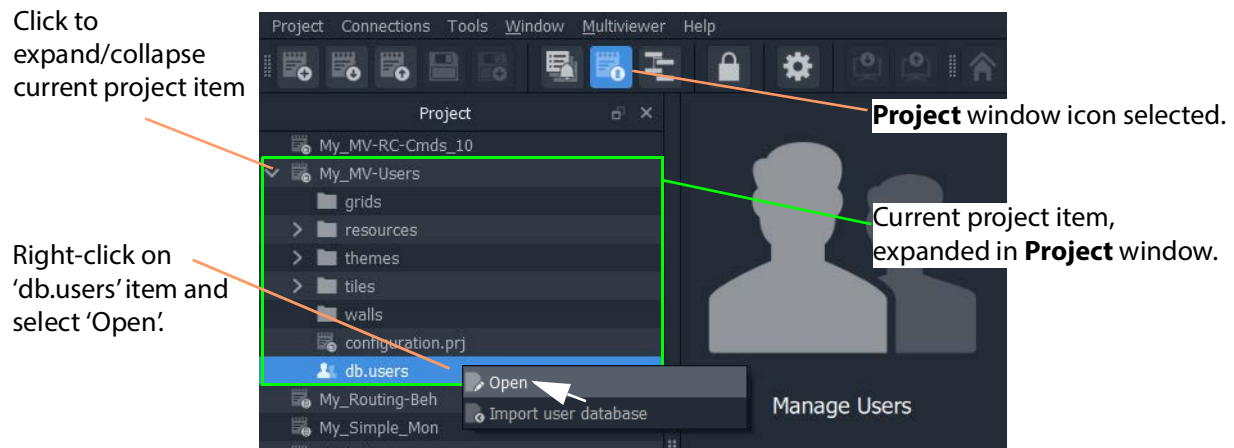 Click to
expand/collapse
current project item
Project Connections Tools Window Multiviewer Help
Project
Project window icon selected.
My_MV-RC-Cmds_10
My_MV-Users
grids
resources
themes
tiles
walls
configuration.prj
db.users
Current project item,
expanded in Project window.
Right-click on
'db.users' item and
select 'Open'.
Open
Import user database
My_Routing-Beh
My_Simple_Mon
Manage Users